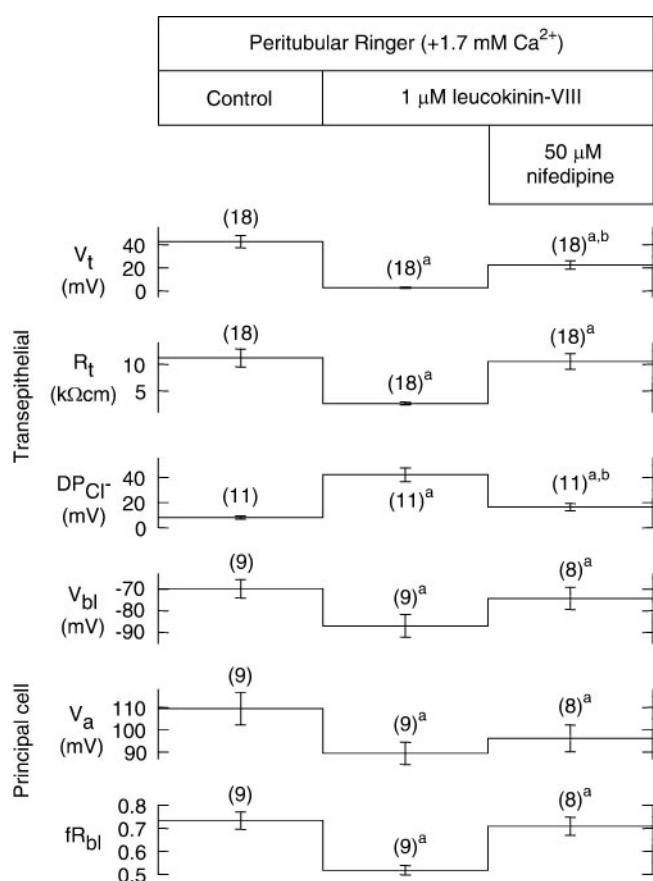 Peritubular Ringer (+1.7 mM Ca²⁺)
Control
1 μM leucokinin-VIII
50 μM
nifedipine
Transepithelial
Vt
(mV)
40
20
0
(18)
(18)ᵃ
(18)ᵃ,ᵇ
Rt
(kΩcm)
10
5
(18)
(18)ᵃ
(18)ᵃ
DPCl⁻
(mV)
40
20
0
(11)
(11)ᵃ
(11)ᵃ,ᵇ
Principal cell
Vbl
(mV)
-70
-80
-90
(9)
(9)ᵃ
(8)ᵃ
Va
(mV)
110
100
90
(9)
(9)ᵃ
(8)ᵃ
fRbl
0.8
0.7
0.6
0.5
(9)
(9)ᵃ
(8)ᵃ